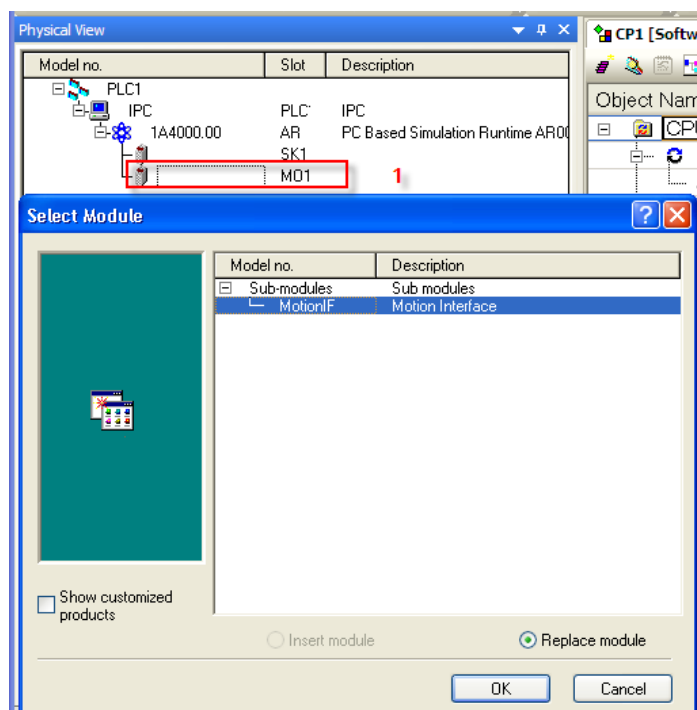 Physical View
CP1 [Softw
Model no. Slot Description
Object Nam
PLC1
IPC PLC IPC
1A4000.00 AR PC Based Simulation Runtime AR00
CPU
SK1
MO1 1
Select Module
Model no. Description
Sub-modules Sub modules
MotionIF Motion Interface
Show customized
products
Insert module Replace module
OK Cancel